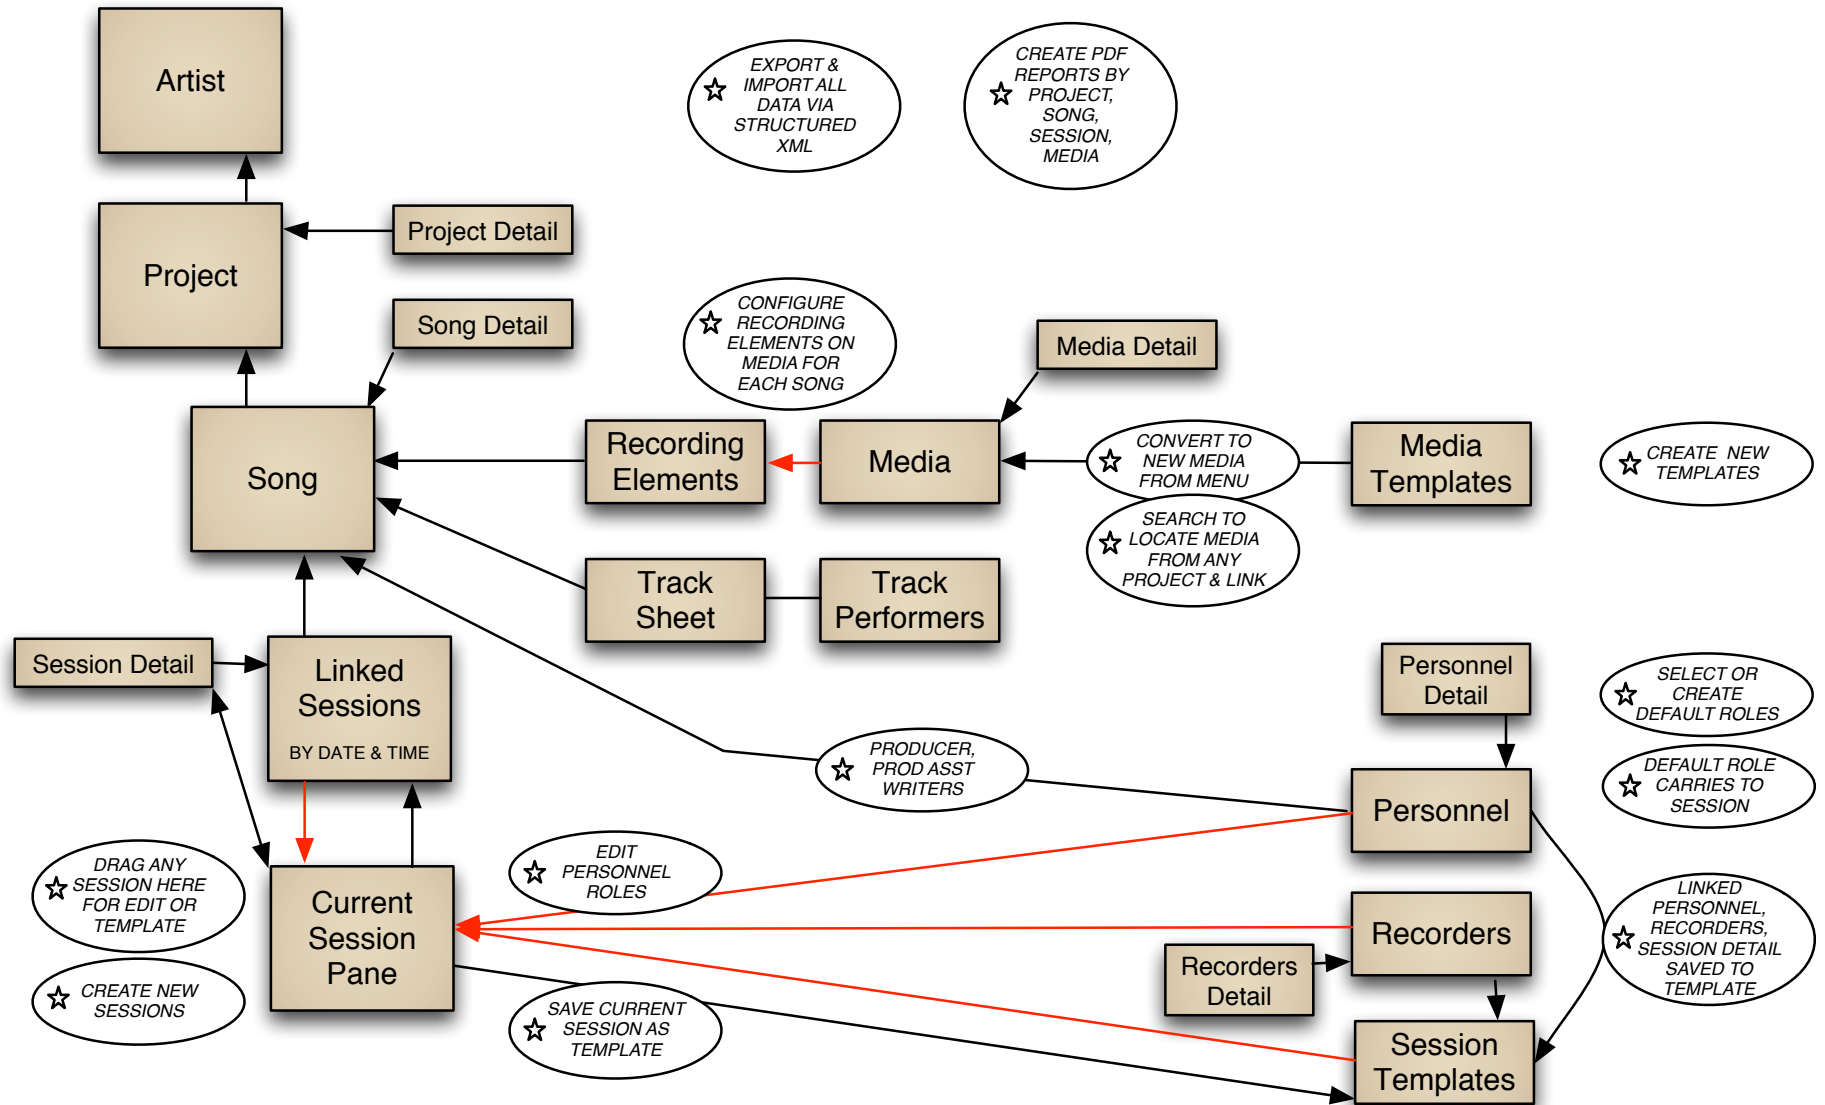 Artist
EXPORT &
IMPORT ALL
DATA VIA
STRUCTURED
XML
CREATE PDF
REPORTS BY
PROJECT,
SONG,
SESSION,
MEDIA
Project
Project Detail
Song Detail
CONFIGURE
RECORDING
ELEMENTS ON
MEDIA FOR
EACH SONG
Media Detail
Song
Recording
Elements
Media
CONVERT TO
NEW MEDIA
FROM MENU
Media
Templates
CREATE NEW
TEMPLATES
SEARCH TO
LOCATE MEDIA
FROM ANY
PROJECT & LINK
Track
Sheet
Track
Performers
Session Detail
Linked
Sessions
BY DATE & TIME
Personnel
Detail
SELECT OR
CREATE
DEFAULT ROLES
PRODUCER,
PROD ASST
WRITERS
Personnel
DEFAULT ROLE
CARRIES TO
SESSION
DRAG ANY
SESSION HERE
FOR EDIT OR
TEMPLATE
EDIT
PERSONNEL
ROLES
Current
Session
Pane
Recorders
LINKED
PERSONNEL,
RECORDERS,
SESSION DETAIL
SAVED TO
TEMPLATE
Recorders
Detail
CREATE NEW
SESSIONS
SAVE CURRENT
SESSION AS
TEMPLATE
Session
Templates